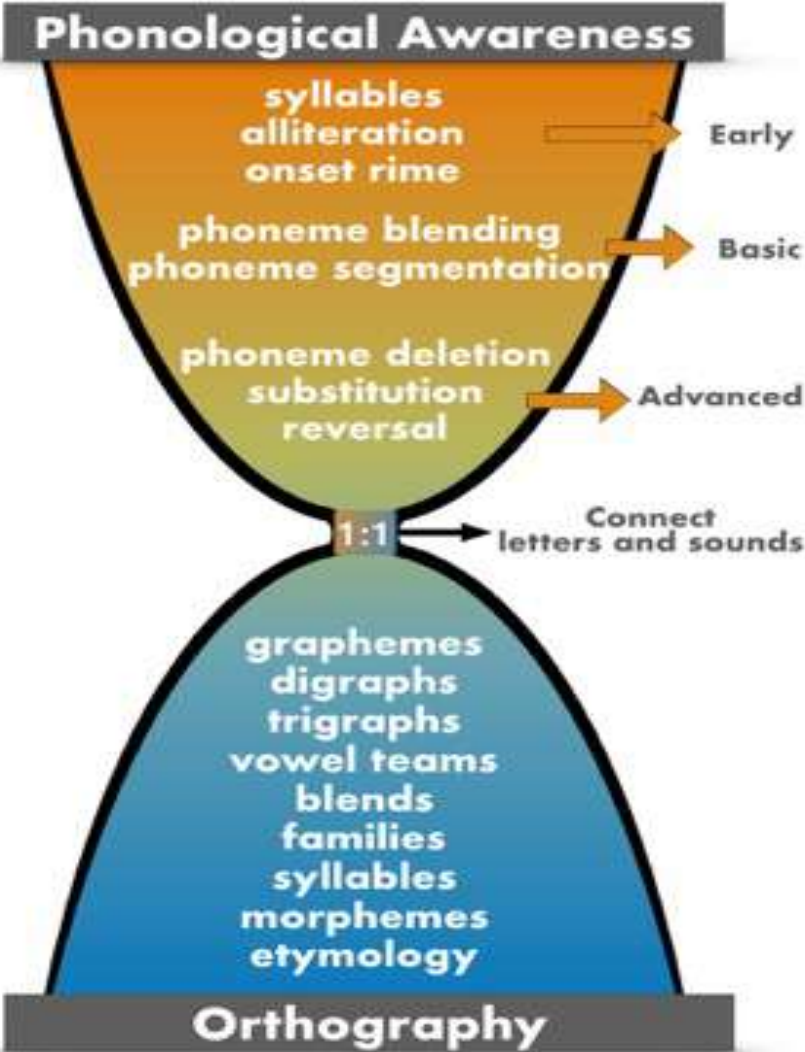 Phonological Awareness
syllables
alliteration
onset rime
Early
phoneme blending
phoneme segmentation
Basic
phoneme deletion
substitution
reversal
Advanced
1:1
Connect
letters and sounds
graphemes
digraphs
trigraphs
vowel teams
blends
families
syllables
morphemes
etymology
Orthography